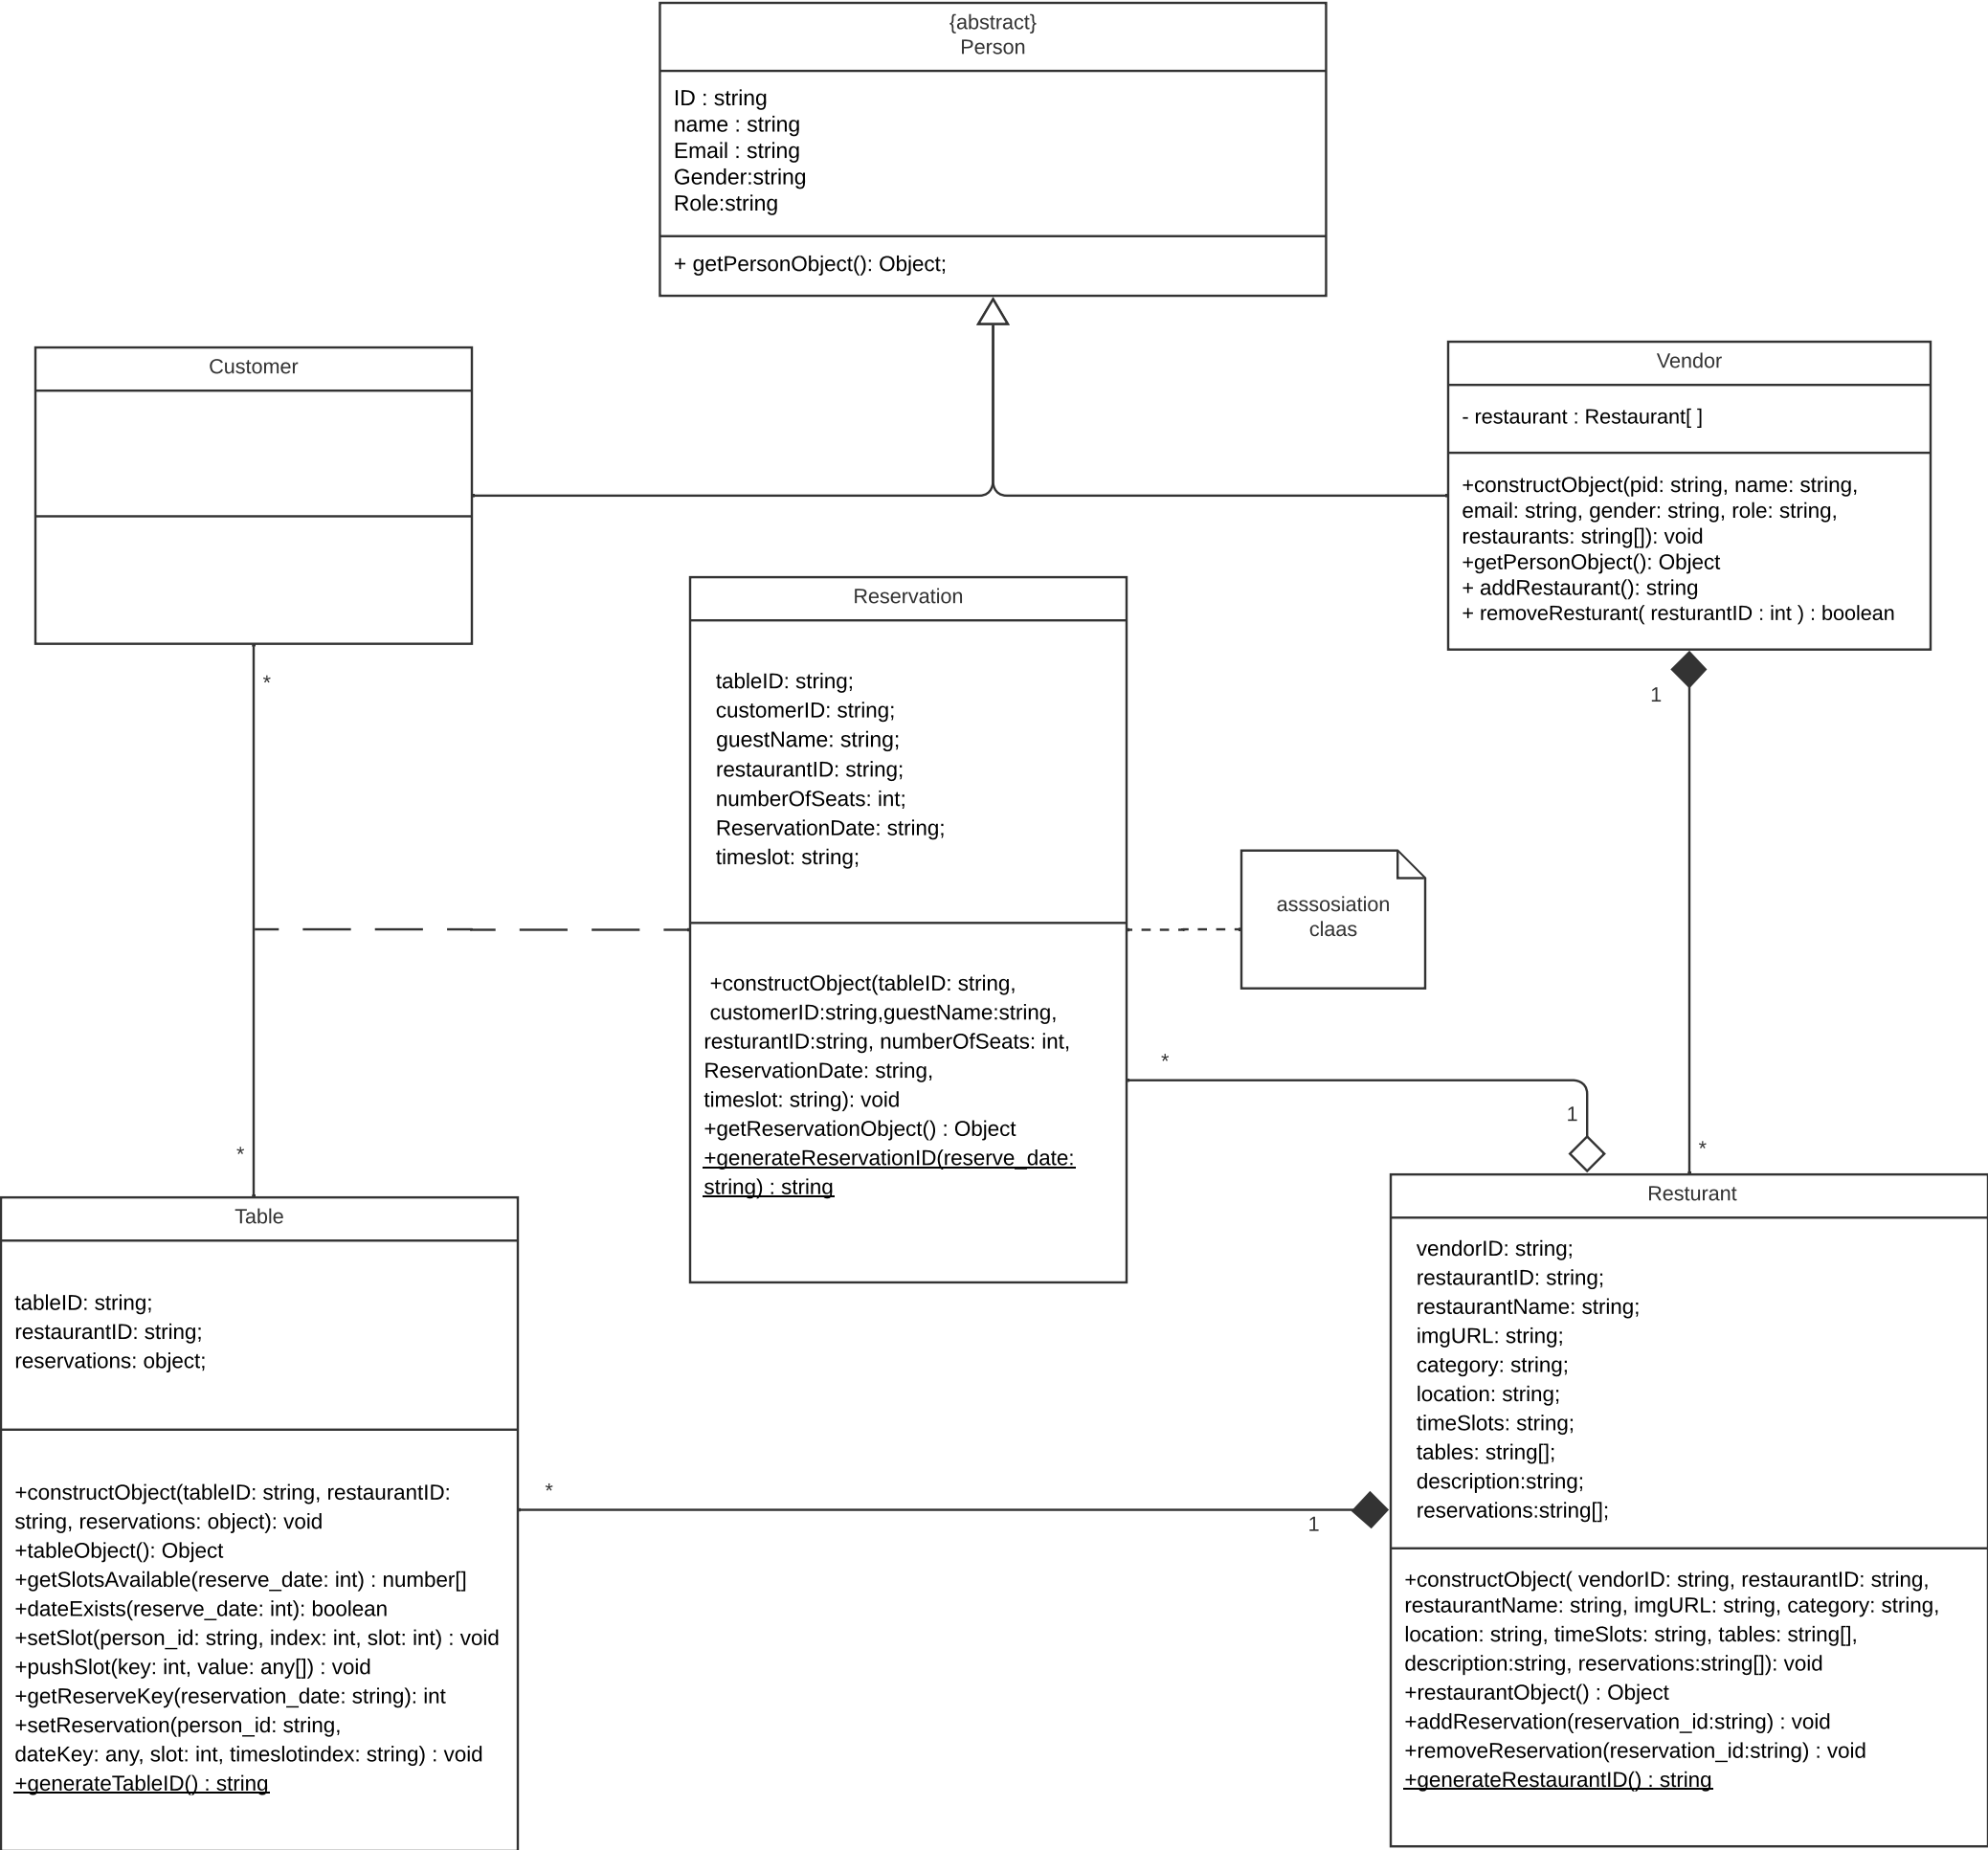 {abstract}
Person
ID : string
name : string
Email : string
Gender:string
Role:string
+ getPersonObject(): Object;
Customer
Vendor
- restaurant : Restaurant[ ]
+constructObject(pid: string, name: string,
email: string, gender: string, role: string,
restaurants: string[]): void
+getPersonObject(): Object
+ addRestaurant(): string
+ removeResturant( resturantID : int ) : boolean
Reservation
tableID: string;
customerID: string;
guestName: string;
restaurantID: string;
numberOfSeats: int;
ReservationDate: string;
timeslot: string;
+constructObject(tableID: string,
customerID:string,guestName:string,
resturantID:string, numberOfSeats: int,
ReservationDate: string,
timeslot: string): void
+getReservationObject() : Object
+generateReservationID(reserve_date:
string) : string
asssosiation
claas
*
*
1
*
*
1
Table
tableID: string;
restaurantID: string;
reservations: object;
+constructObject(tableID: string, restaurantID:
string, reservations: object): void
+tableObject(): Object
+getSlotsAvailable(reserve_date: int) : number[]
+dateExists(reserve_date: int): boolean
+setSlot(person_id: string, index: int, slot: int) : void
+pushSlot(key: int, value: any[]) : void
+getReserveKey(reservation_date: string): int
+setReservation(person_id: string,
dateKey: any, slot: int, timeslotindex: string) : void
+generateTableID() : string
*
1
Resturant
vendorID: string;
restaurantID: string;
restaurantName: string;
imgURL: string;
category: string;
location: string;
timeSlots: string;
tables: string[];
description:string;
reservations:string[];
+constructObject( vendorID: string, restaurantID: string,
restaurantName: string, imgURL: string, category: string,
location: string, timeSlots: string, tables: string[],
description:string, reservations:string[]): void
+restaurantObject() : Object
+addReservation(reservation_id:string) : void
+removeReservation(reservation_id:string) : void
+generateRestaurantID() : string